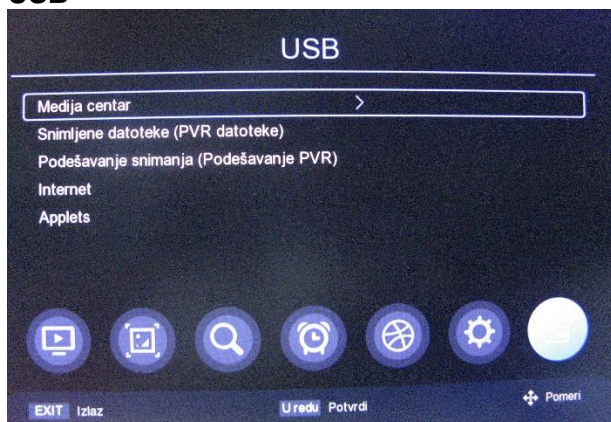 USB
USB
Medija centar >
Snimljene datoteke (PVR datoteke)
Podešavanje snimanja (Podešavanje PVR)
Internet
Applets
EXIT Izlaz U redu Potvrdi Pomeri